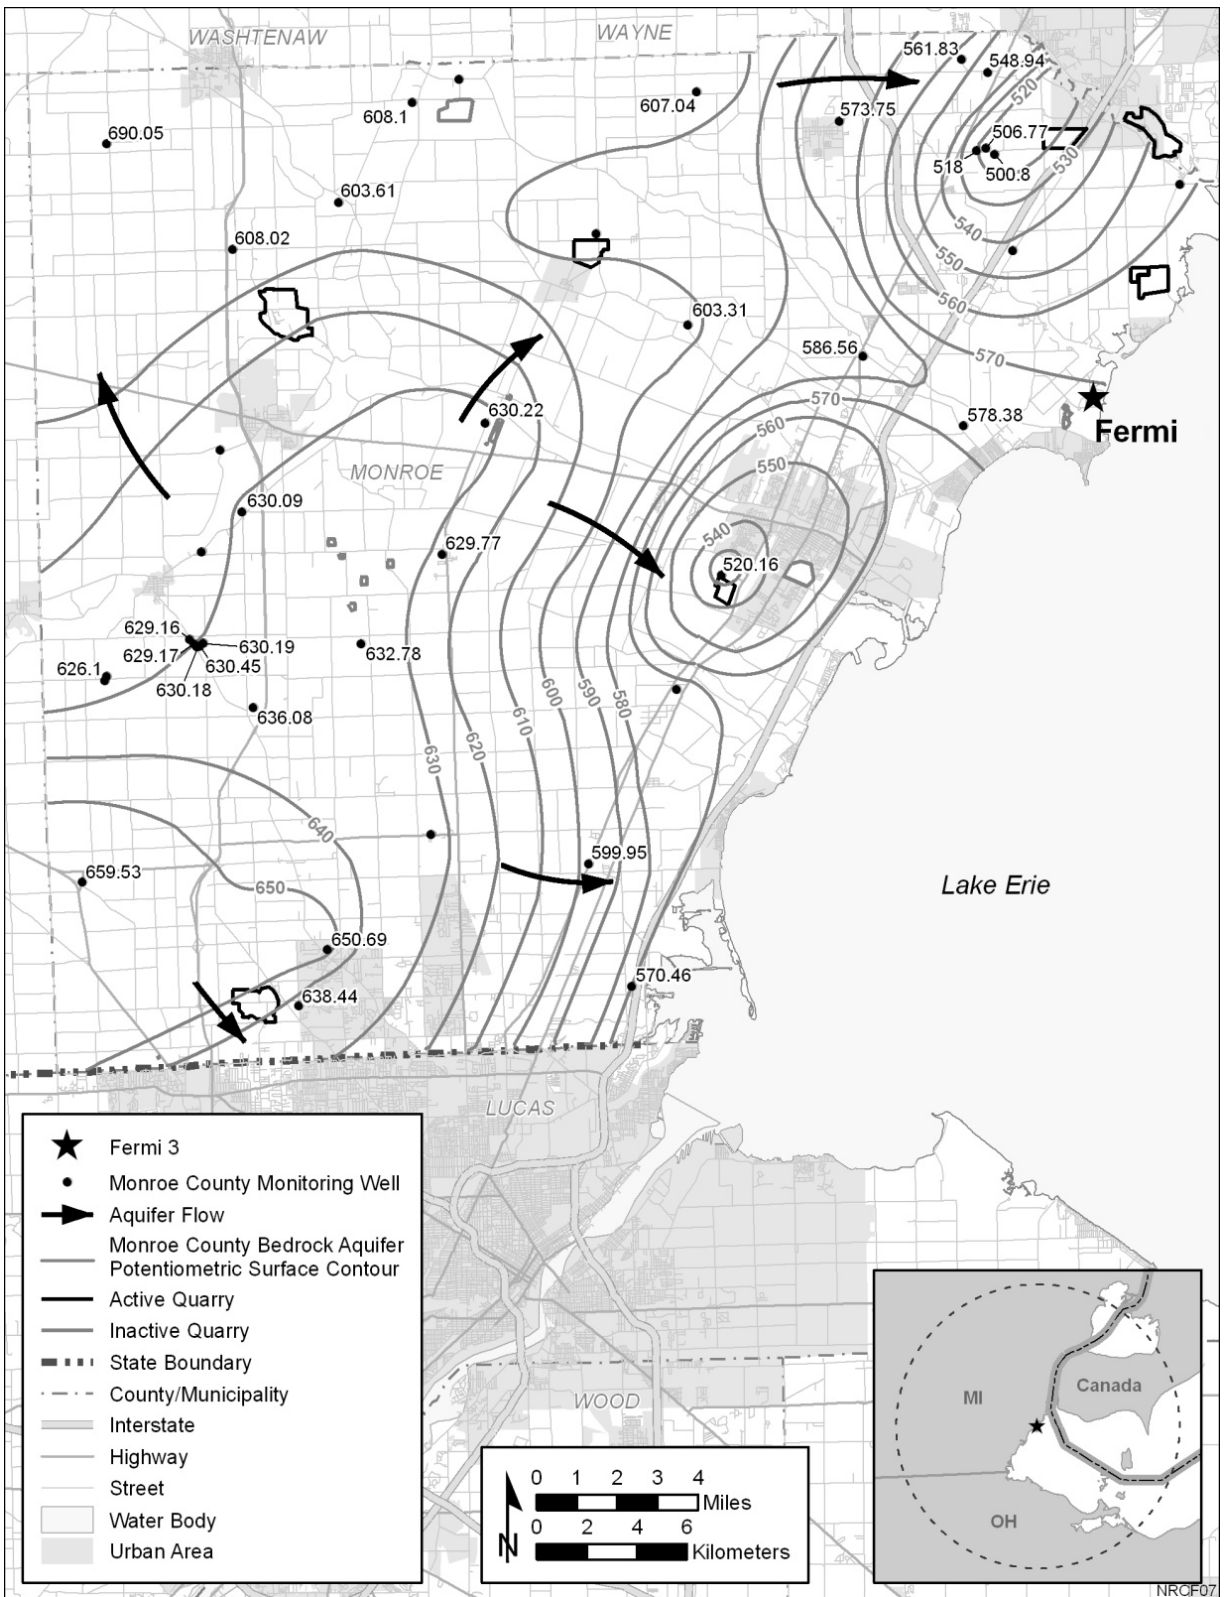 WASHTENAW
WAYNE
561.83
548.94
520
607.04
608.1
573.75
690.05
506.77
518
500.8
530
603.61
540
608.02
550
560
603.31
586.56
570
570
578.38
Fermi
560
630.22
550
MONROE
630.09
540
629.77
520.16
629.16
630.19
629.17
630.45
632.78
626.1
630.18
600
590
580
636.08
610
620
630
640
599.95
659.53
650
Lake Erie
650.69
570.46
638.44
LUCAS
Fermi 3
Monroe County Monitoring Well
Aquifer Flow
Monroe County Bedrock Aquifer
Potentiometric Surface Contour
Active Quarry
Inactive Quarry
State Boundary
County/Municipality
Interstate
Highway
Street
Water Body
Urban Area
WOOD
0 1 2 3 4
Miles
0 2 4 6
Kilometers
N
MI
Canada
OH
NRCF07